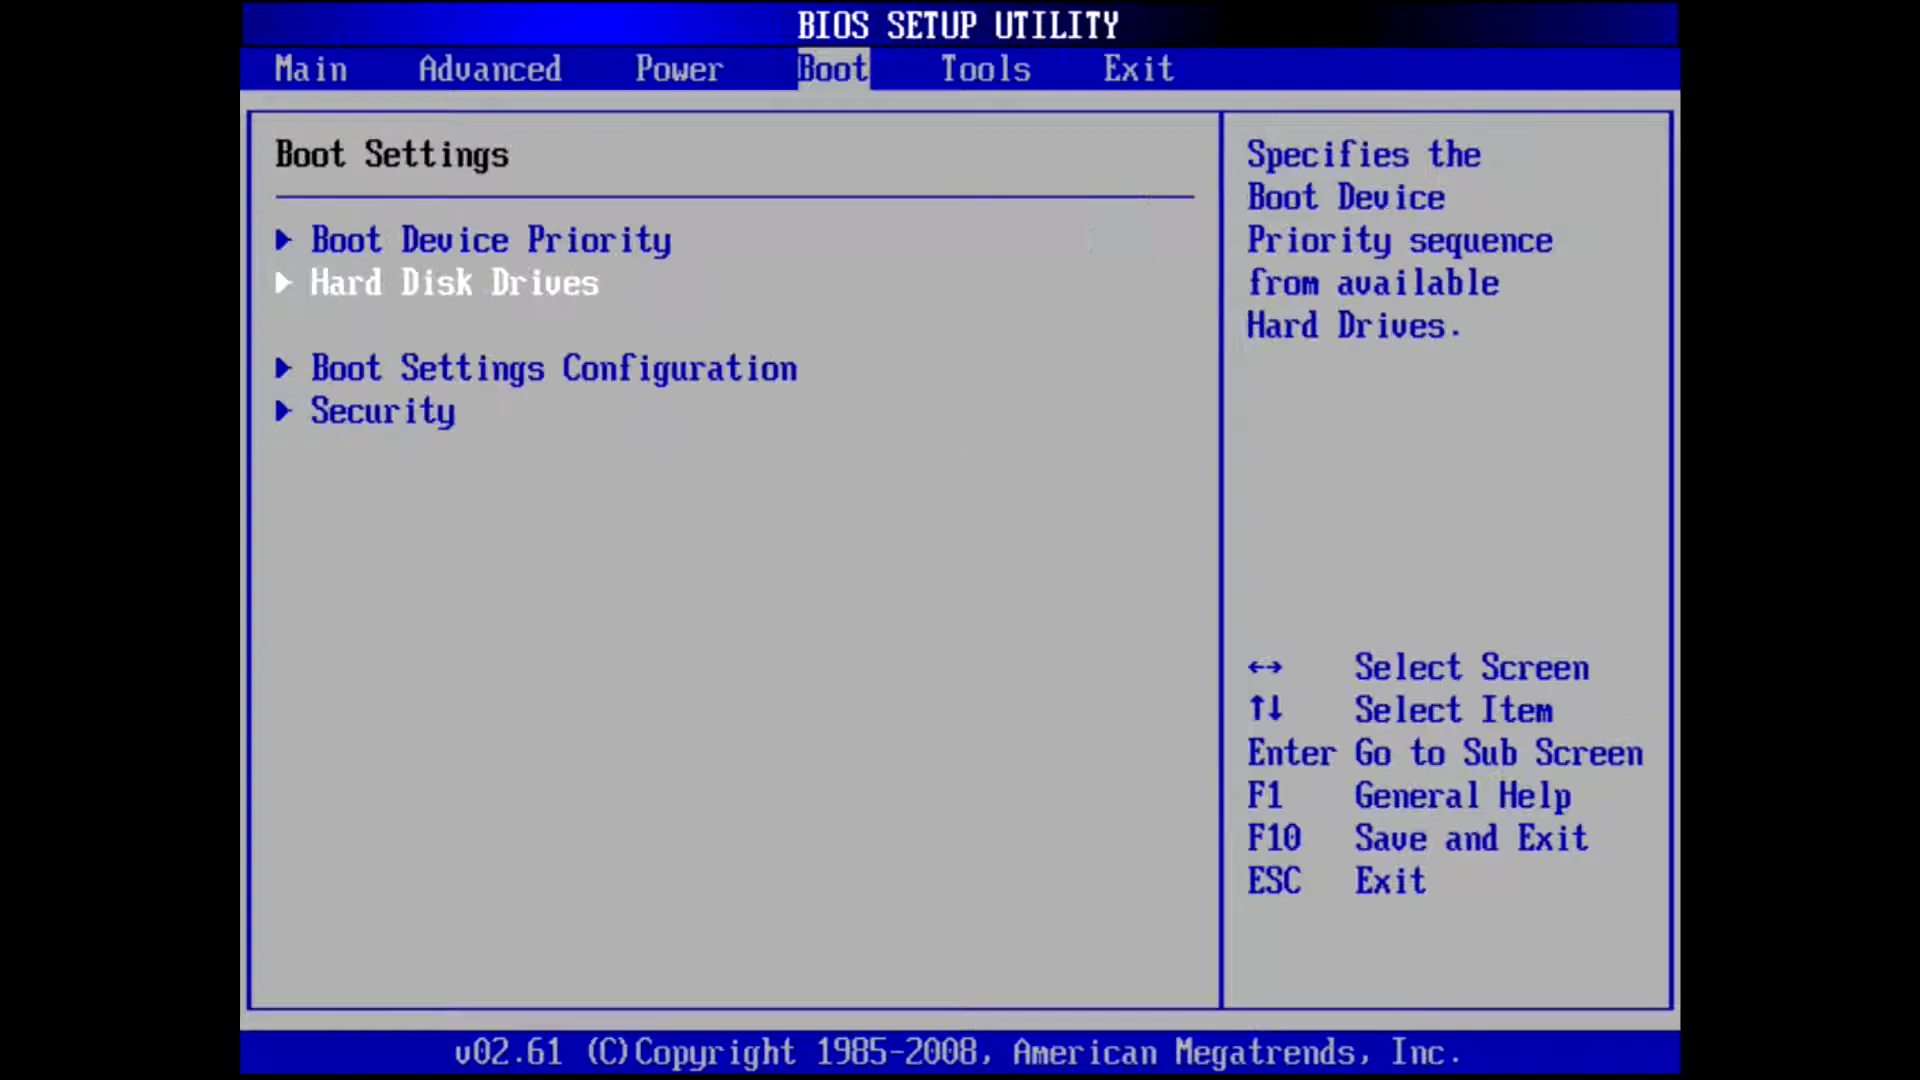 BIOS SETUP UTILITY
Main Advanced Power Boot Tools Exit
Boot Settings
Boot Device Priority
Hard Disk Drives
Boot Settings Configuration
Security
Specifies the
Boot Device
Priority sequence
from available
Hard Drives.
↔ Select Screen
↑↓ Select Item
Enter Go to Sub Screen
F1 General Help
F10 Save and Exit
ESC Exit
v02.61 (C)Copyright 1985-2008, American Megatrends, Inc.